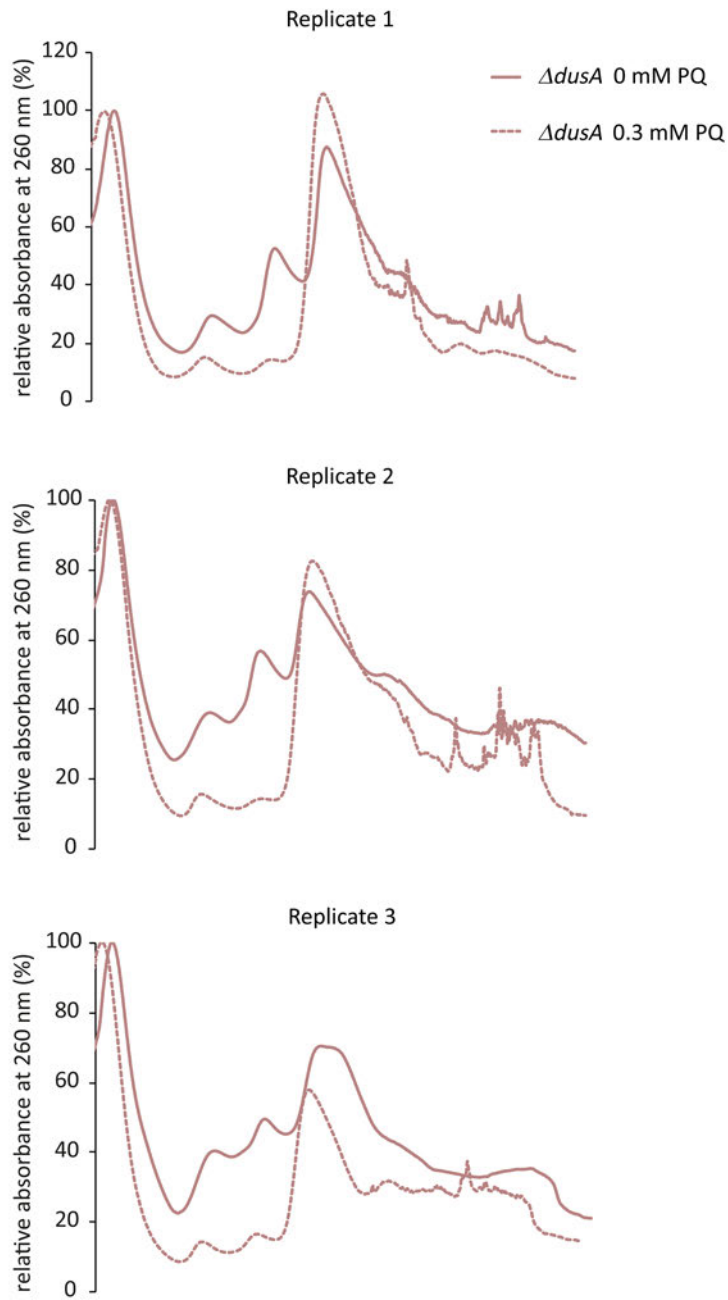 Replicate 1
120
100
80
60
40
20
0
relative absorbance at 260 nm (%)
ΔdusA 0 mM PQ
ΔdusA 0.3 mM PQ
Replicate 2
100
80
60
40
20
0
relative absorbance at 260 nm (%)
Replicate 3
100
80
60
40
20
0
relative absorbance at 260 nm (%)